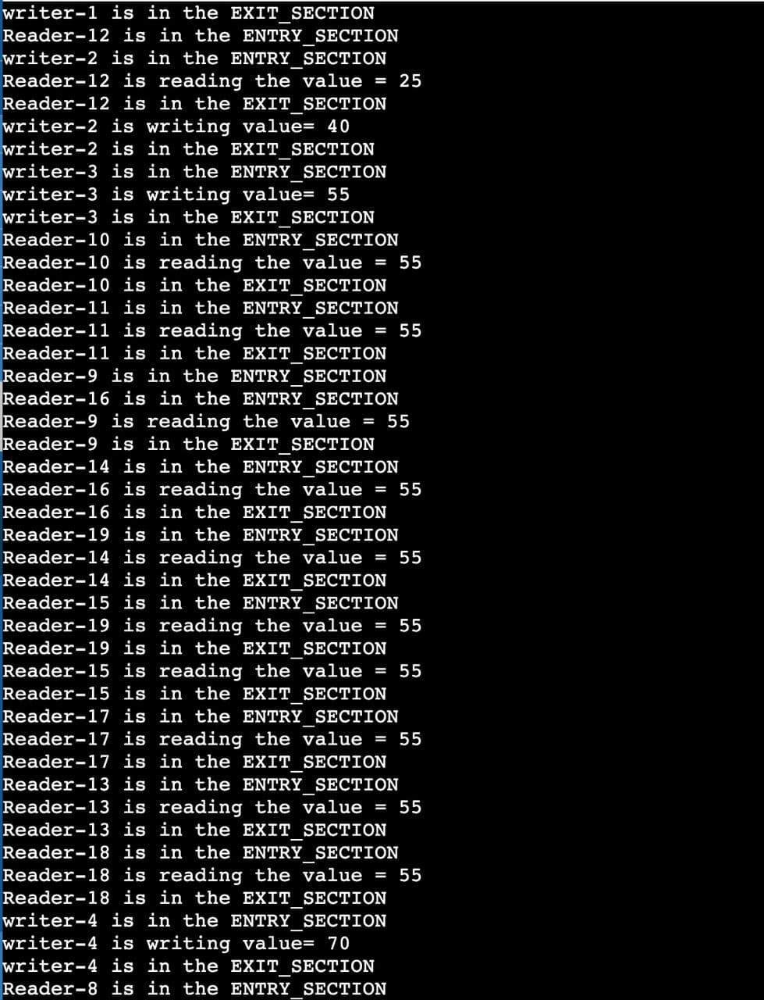 writer-1 is in the EXIT_SECTION
Reader-12 is in the ENTRY_SECTION
writer-2 is in the ENTRY_SECTION
Reader-12 is reading the value = 25
Reader-12 is in the EXIT_SECTION
writer-2 is writing value= 40
writer-2 is in the EXIT_SECTION
writer-3 is in the ENTRY_SECTION
writer-3 is writing value= 55
writer-3 is in the EXIT_SECTION
Reader-10 is in the ENTRY_SECTION
Reader-10 is reading the value = 55
Reader-10 is in the EXIT_SECTION
Reader-11 is in the ENTRY_SECTION
Reader-11 is reading the value = 55
Reader-11 is in the EXIT_SECTION
Reader-9 is in the ENTRY_SECTION
Reader-16 is in the ENTRY_SECTION
Reader-9 is reading the value = 55
Reader-9 is in the EXIT_SECTION
Reader-14 is in the ENTRY_SECTION
Reader-16 is reading the value = 55
Reader-16 is in the EXIT_SECTION
Reader-19 is in the ENTRY_SECTION
Reader-14 is reading the value = 55
Reader-14 is in the EXIT_SECTION
Reader-15 is in the ENTRY_SECTION
Reader-19 is reading the value = 55
Reader-19 is in the EXIT_SECTION
Reader-15 is reading the value = 55
Reader-15 is in the EXIT_SECTION
Reader-17 is in the ENTRY_SECTION
Reader-17 is reading the value = 55
Reader-17 is in the EXIT_SECTION
Reader-13 is in the ENTRY_SECTION
Reader-13 is reading the value = 55
Reader-13 is in the EXIT_SECTION
Reader-18 is in the ENTRY_SECTION
Reader-18 is reading the value = 55
Reader-18 is in the EXIT_SECTION
writer-4 is in the ENTRY_SECTION
writer-4 is writing value= 70
writer-4 is in the EXIT_SECTION
Reader-8 is in the ENTRY_SECTION